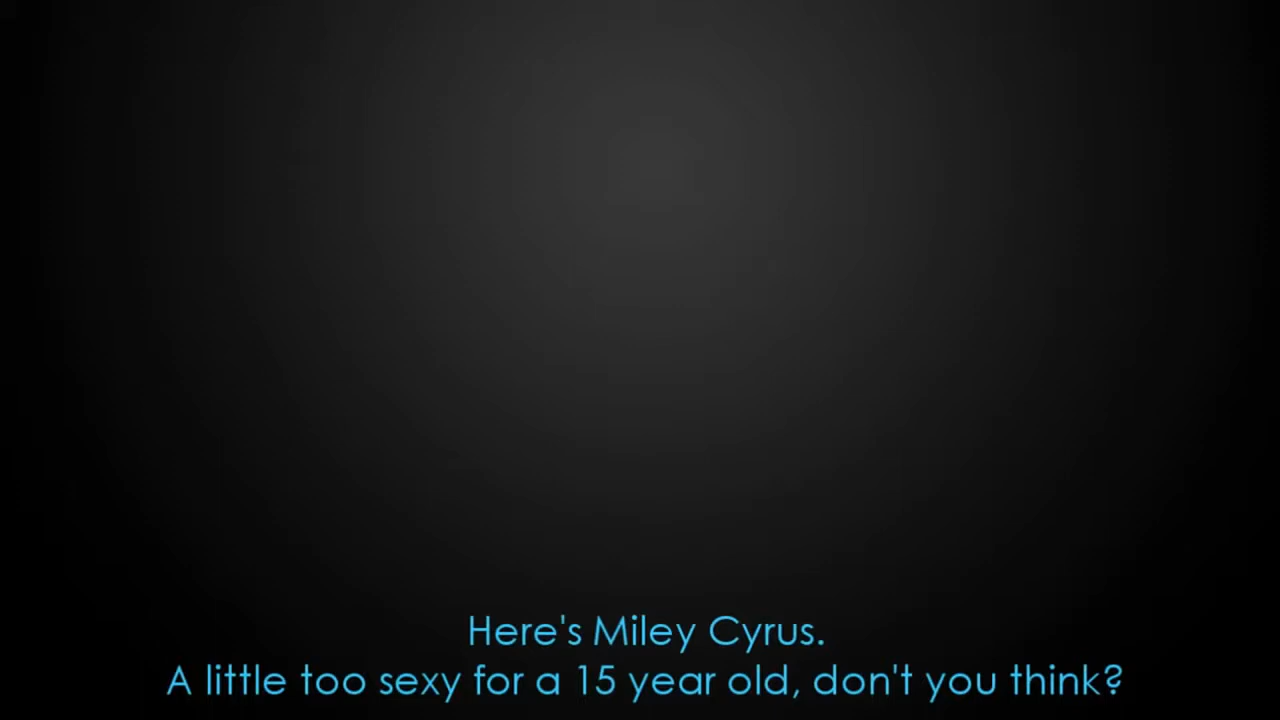 Here's Miley Cyrus.
A little too sexy for a 15 year old, don't you think?